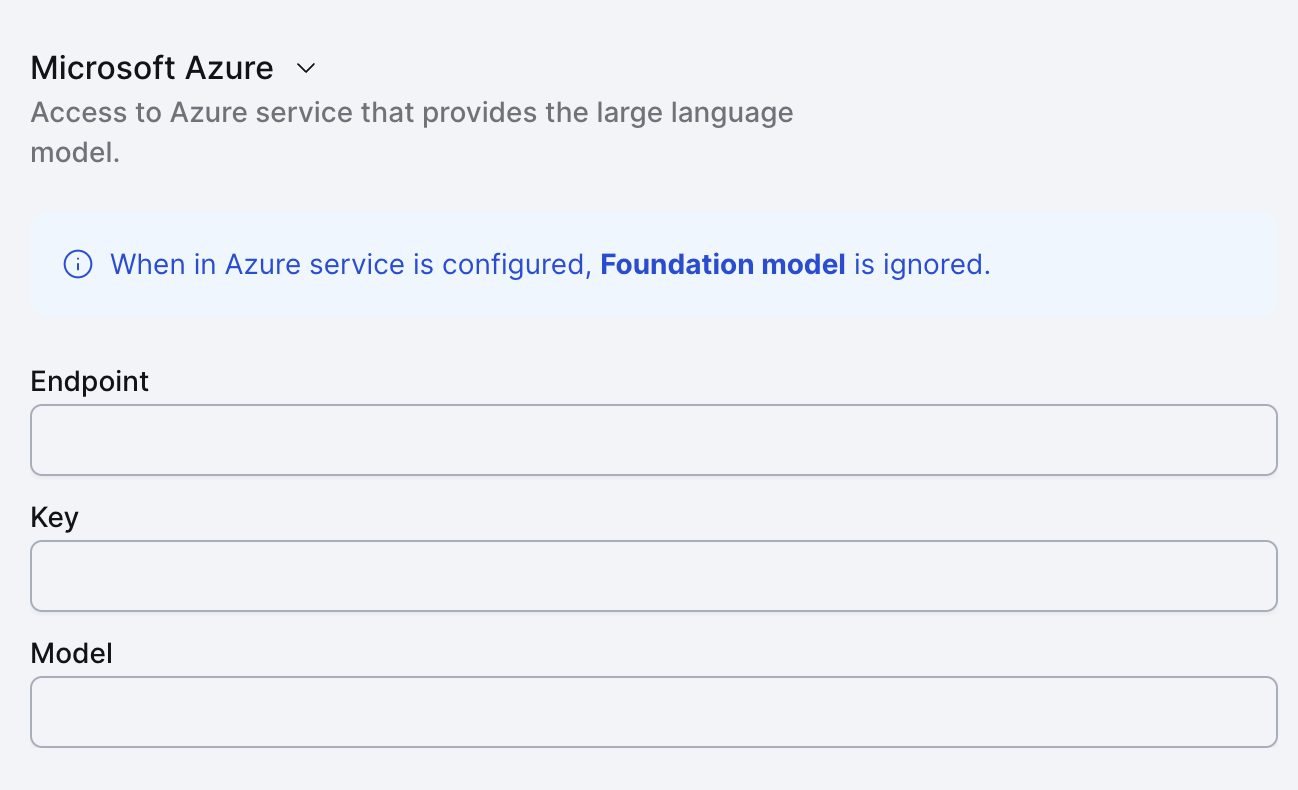 Microsoft Azure
Access to Azure service that provides the large language
model.
When in Azure service is configured, Foundation model is ignored.
Endpoint
Key
Model